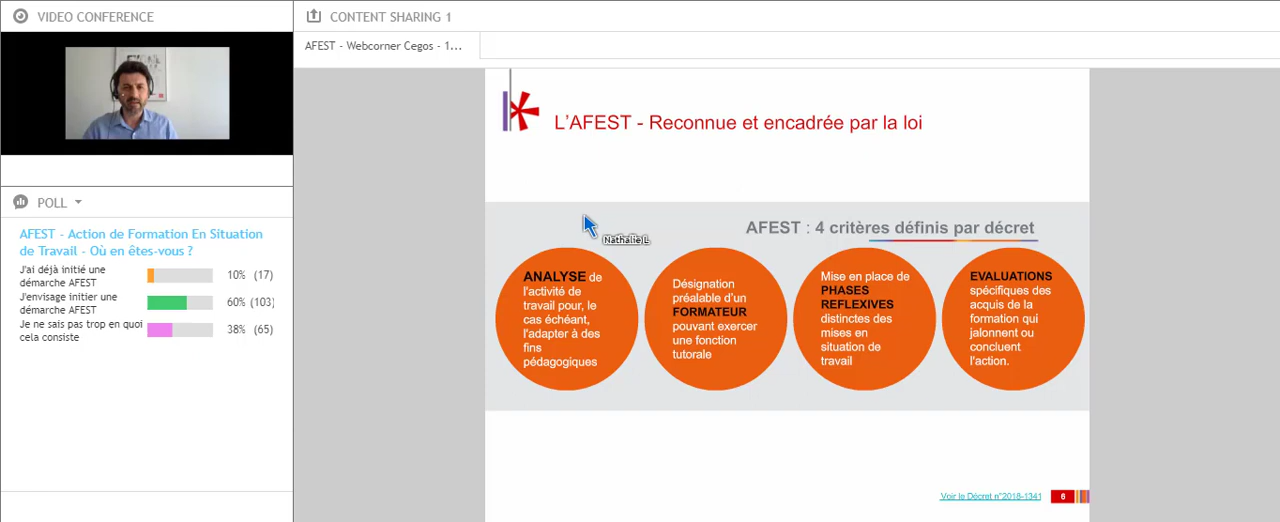 VIDEO CONFERENCE
CONTENT SHARING 1
AFEST - Webcorner Cegos - 1...
POLL
AFEST - Action de Formation En Situation
de Travail - Où en êtes-vous ?
J'ai déjà initié une
démarche AFEST
10% (17)
J'envisage initier une
démarche AFEST
60% (103)
Je ne sais pas trop en quoi
cela consiste
38% (65)
L'AFEST - Reconnue et encadrée par la loi
Nathalie L
AFEST : 4 critères définis par décret
ANALYSE de
l'activité de
travail pour, le
cas échéant,
l'adapter à des
fins
pédagogiques
Désignation
préalable d'un
FORMATEUR
pouvant exercer
une fonction
tutorale
Mise en place de
PHASES
REFLEXIVES
distinctes des
mises en
situation de
travail
EVALUATIONS
spécifiques des
acquis de la
formation qui
jalonnent ou
concluent
l'action.
Voir le Décret n°2018-1341
6